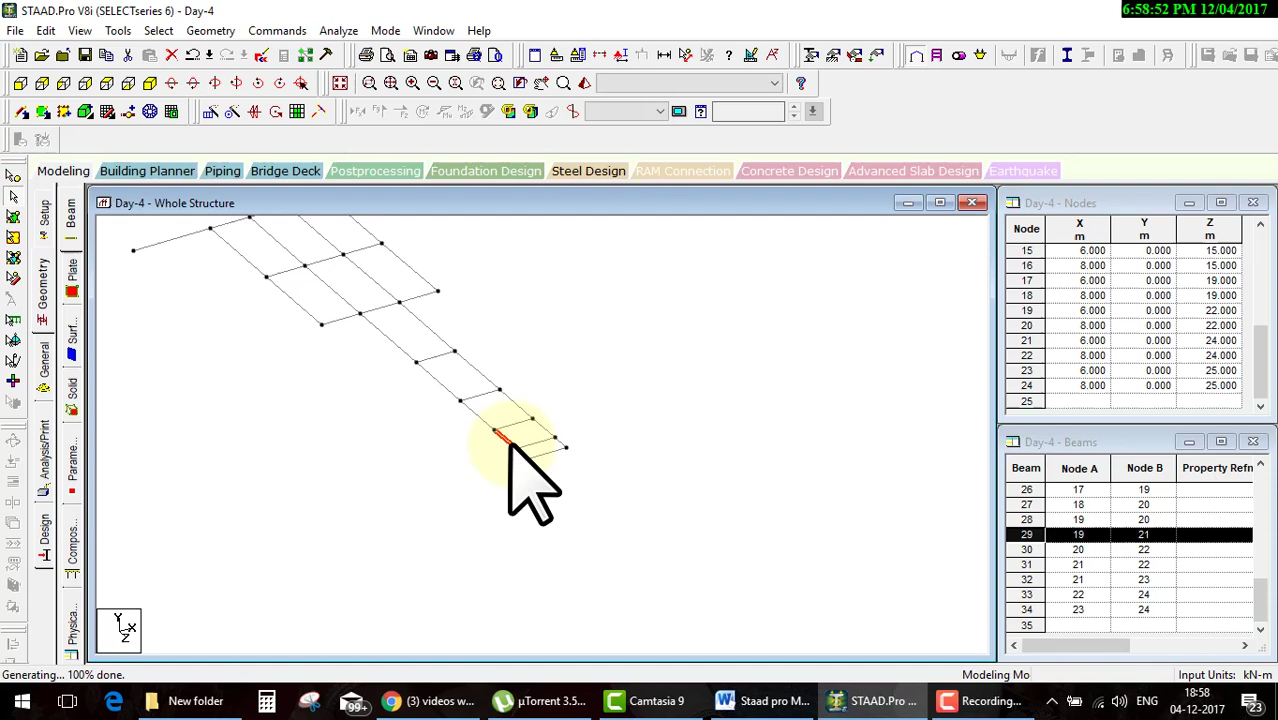 STAAD.Pro V8i (SELECTseries 6) - Day-4
6:58:52 PM 12/04/2017
File Edit View Tools Select Geometry Commands Analyze Mode Window Help
Modeling Building Planner Piping Bridge Deck Postprocessing Foundation Design Steel Design RAM Connection Concrete Design Advanced Slab Design Earthquake
Setup
Geometry
General
Analysis/Print
Design
Beam
Plate
Surf...
Solid
Parame...
Compos...
Physica...
Day-4 - Whole Structure
Y
X
Z
Day-4 - Nodes
Node X m Y m Z m
15 6.000 0.000 15.000
16 8.000 0.000 15.000
17 6.000 0.000 19.000
18 8.000 0.000 19.000
19 6.000 0.000 22.000
20 8.000 0.000 22.000
21 6.000 0.000 24.000
22 8.000 0.000 24.000
23 6.000 0.000 25.000
24 8.000 0.000 25.000
25
Day-4 - Beams
Beam Node A Node B Property Refn
26 17 19
27 18 20
28 19 20
29 19 21
30 20 22
31 21 22
32 21 23
33 22 24
34 23 24
35
Generating... 100% done.
Modeling Mo
Input Units: kN-m
New folder
99+
(3) videos w...
µTorrent 3.5...
Camtasia 9
Staad pro M...
STAAD.Pro ...
Recording...
ENG
18:58
04-12-2017
23